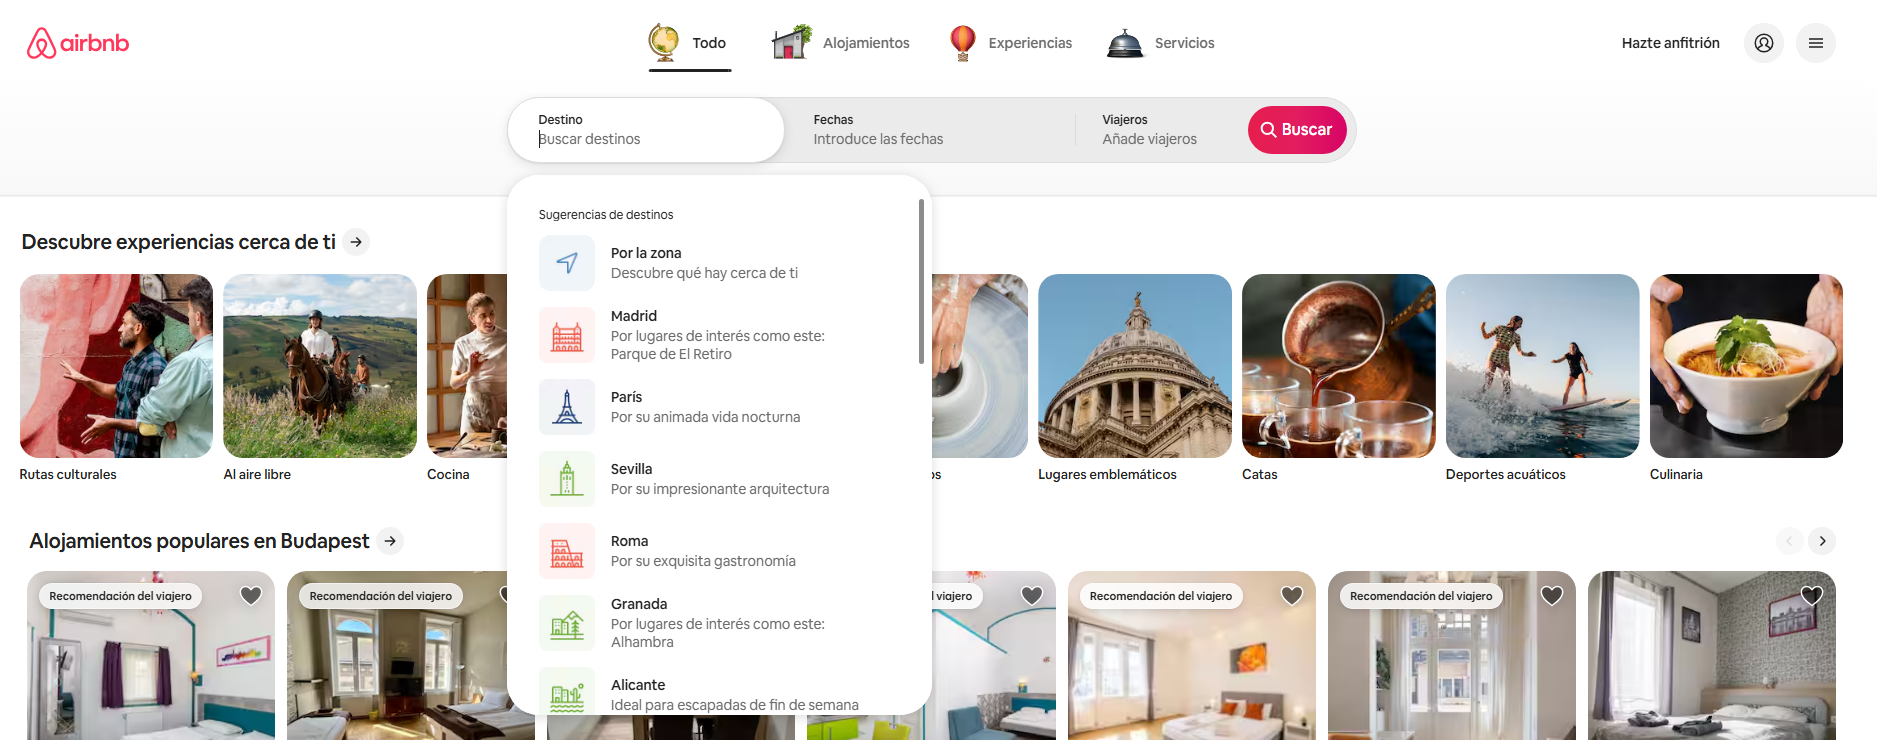 airbnb
Todo
Alojamientos
Experiencias
Servicios
Hazte anfitrión
Destino
Buscar destinos
Fechas
Introduce las fechas
Viajeros
Añade viajeros
Buscar
Sugerencias de destinos
Por la zona
Descubre qué hay cerca de ti
Madrid
Por lugares de interés como este:
Parque de El Retiro
París
Por su animada vida nocturna
Sevilla
Por su impresionante arquitectura
Roma
Por su exquisita gastronomía
Granada
Por lugares de interés como este:
Alhambra
Alicante
Ideal para escapadas de fin de semana
Descubre experiencias cerca de ti
Rutas culturales
Al aire libre
Cocina
Lugares emblemáticos
Catas
Deportes acuáticos
Culinaria
Alojamientos populares en Budapest
Recomendación del viajero
Recomendación del viajero
viajero
Recomendación del viajero
Recomendación del viajero